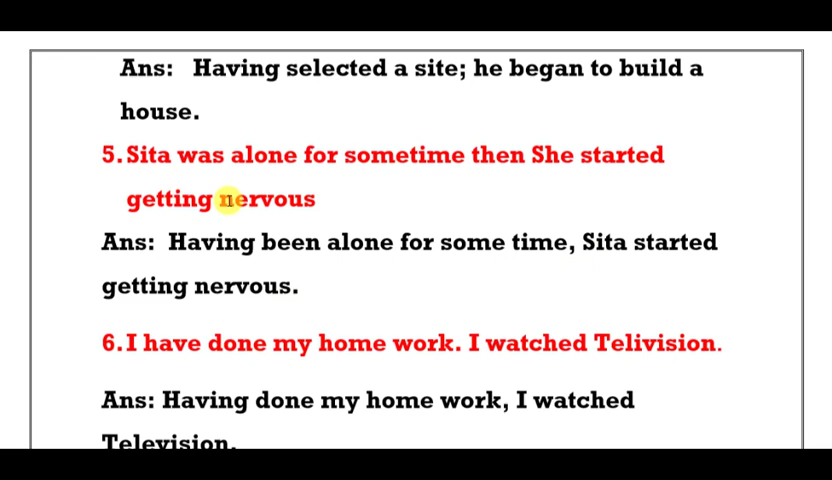 Ans: Having selected a site; he began to build a
house.
5. Sita was alone for sometime then She started
getting nervous
Ans: Having been alone for some time, Sita started
getting nervous.
6. I have done my home work. I watched Telivision.
Ans: Having done my home work, I watched
Television.